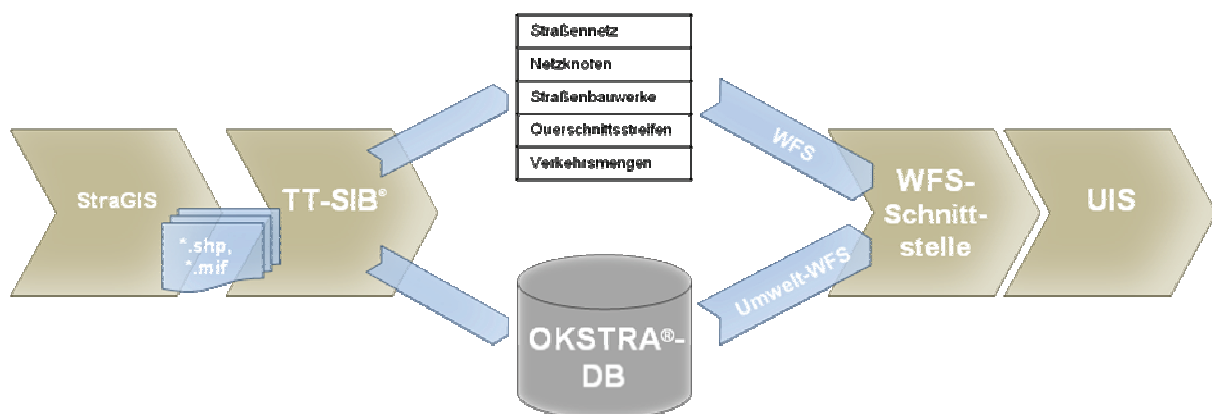 Straßennetz
Netzknoten
Straßenbauwerke
Querschnittsstreifen
Verkehrsmengen
StraGIS
*.shp,
*.mif
TT-SIB®
WFS
Umwelt-WFS
OKSTRA®-
DB
WFS-
Schnitt-
stelle
UIS